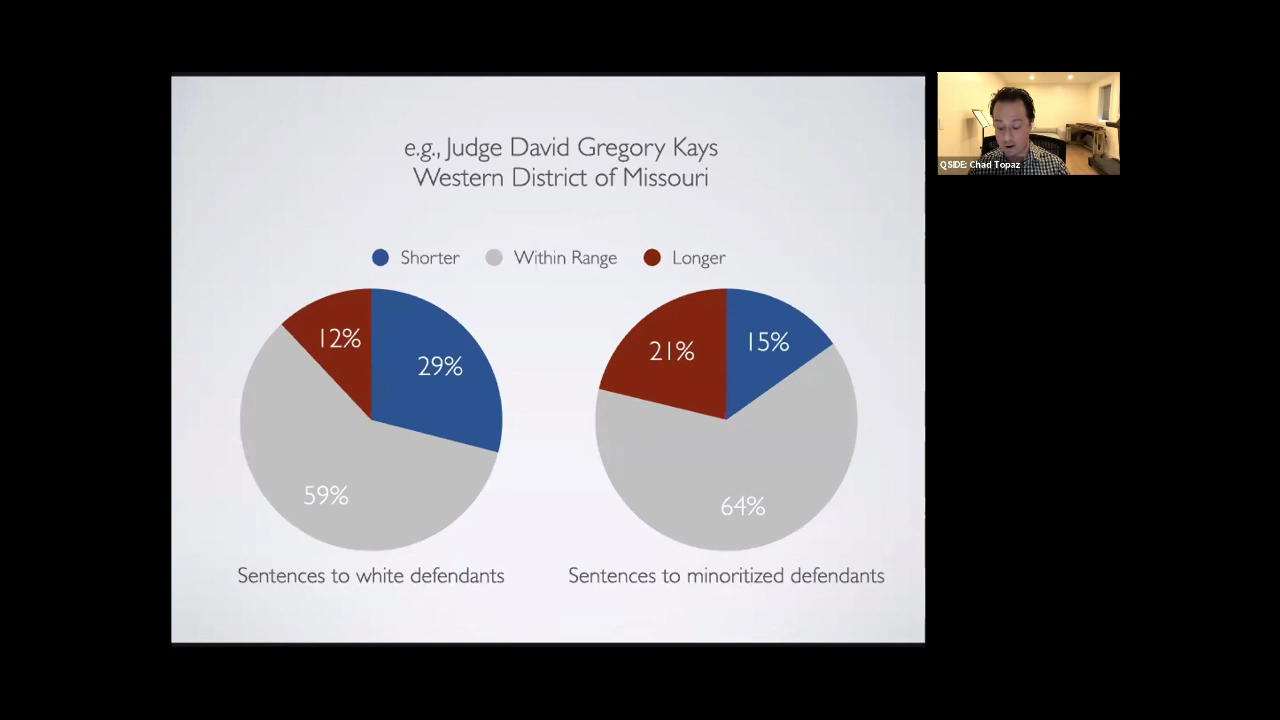 e.g., Judge David Gregory Kays
Western District of Missouri
QSIDE: Chad Topaz
Shorter
Within Range
Longer
12%
29%
59%
21%
15%
64%
Sentences to white defendants
Sentences to minoritized defendants